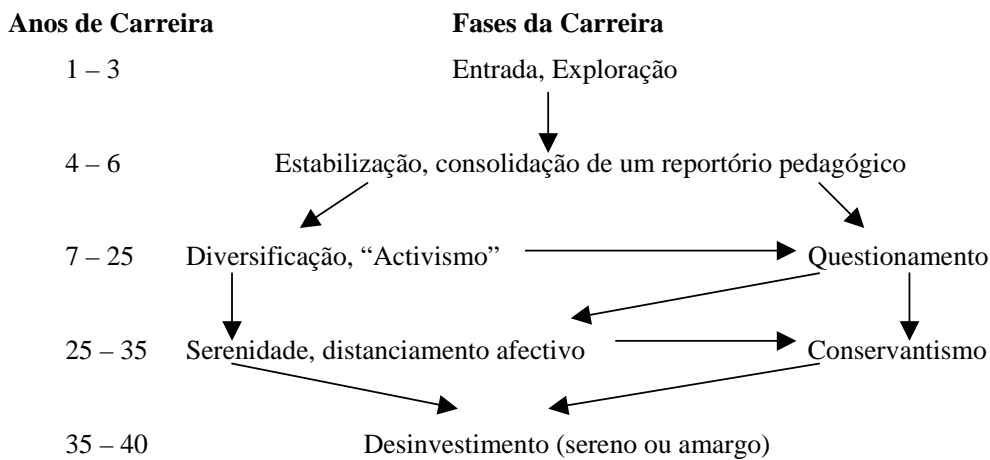 Anos de Carreira Fases da Carreira
1 – 3 Entrada, Exploração
4 – 6 Estabilização, consolidação de um reportório pedagógico
7 – 25 Diversificação, “Activismo” Questionamento
25 – 35 Serenidade, distanciamento afectivo Conservantismo
35 – 40 Desinvestimento (sereno ou amargo)